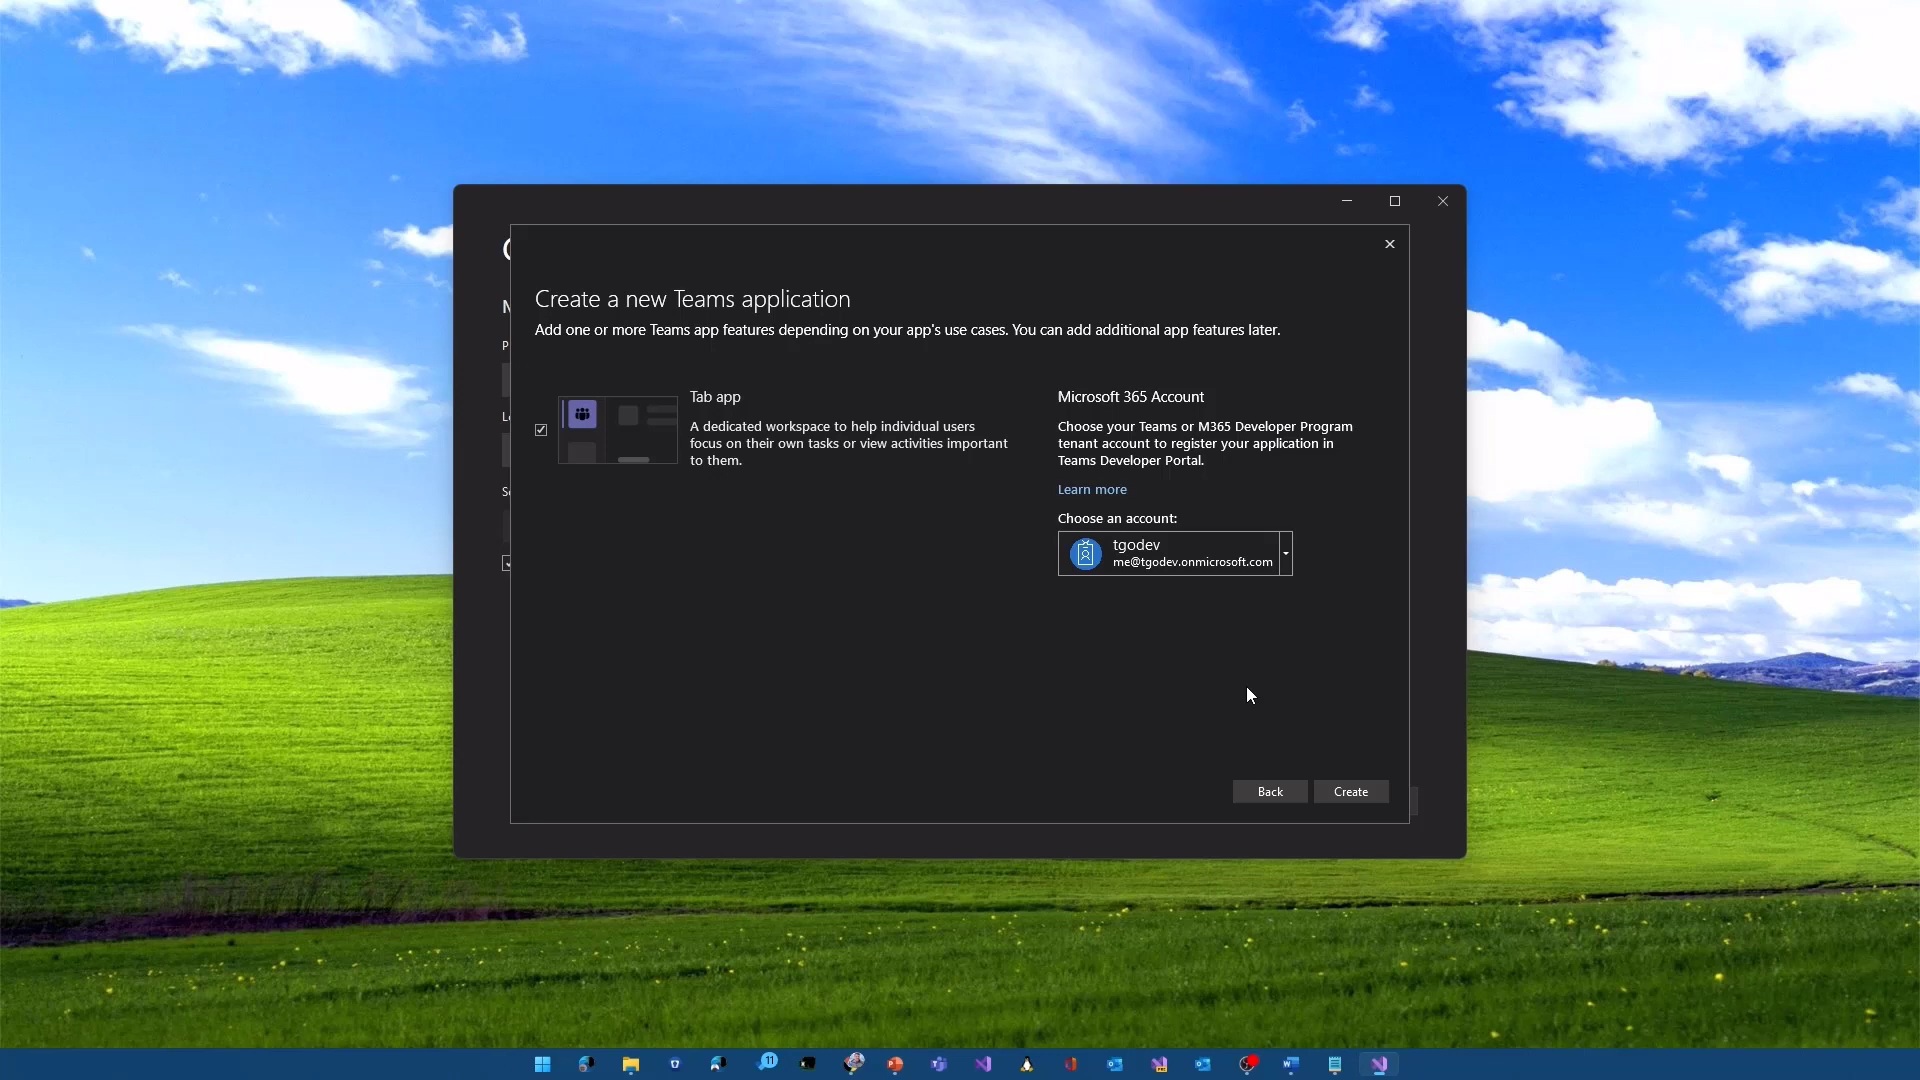 Create a new Teams application
Add one or more Teams app features depending on your app's use cases. You can add additional app features later.
Tab app
A dedicated workspace to help individual users
focus on their own tasks or view activities important
to them.
Microsoft 365 Account
Choose your Teams or M365 Developer Program
tenant account to register your application in
Teams Developer Portal.
Learn more
Choose an account:
tgodev
me@tgodev.onmicrosoft.com
Back
Create
11